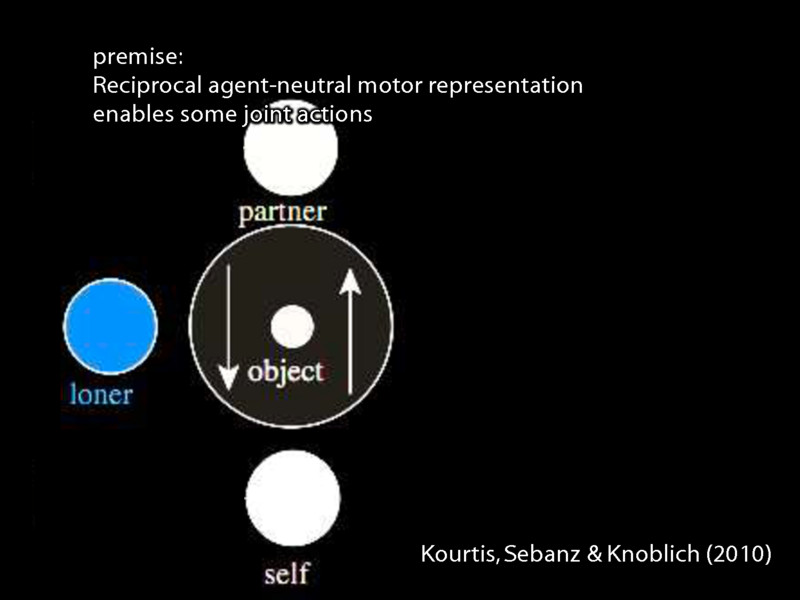 premise:
Reciprocal agent-neutral motor representation
enables some joint actions
partner
object
loner
self
Kourtis, Sebanz & Knoblich (2010)